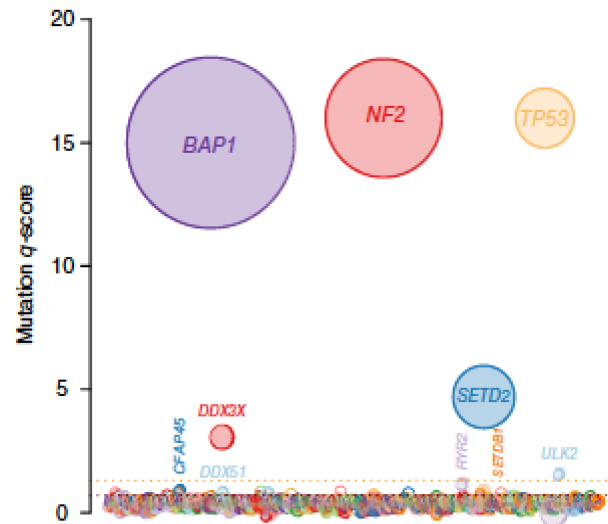 20
BAP1
NF2
TP53
15
Mutation q-score
10
5
SETD2
DDX3X
CFAP45
RYR2
SETDB1
DDX51
ULK2
0